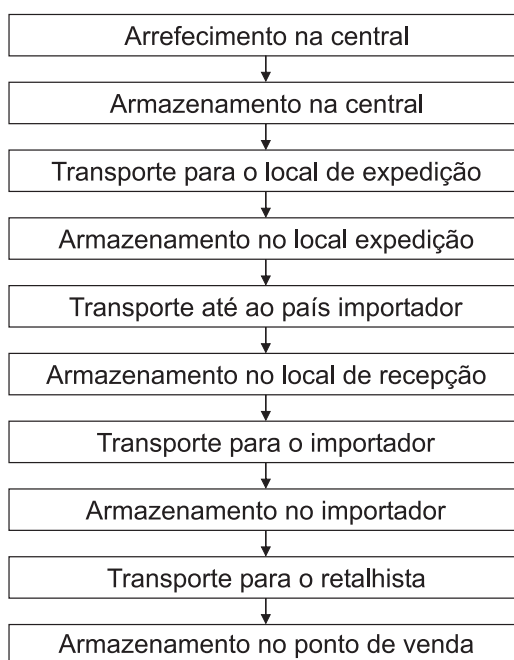 Arrefecimento na central
Armazenamento na central
Transporte para o local de expedição
Armazenamento no local expedição
Transporte até ao país importador
Armazenamento no local de recepção
Transporte para o importador
Armazenamento no importador
Transporte para o retalhista
Armazenamento no ponto de venda